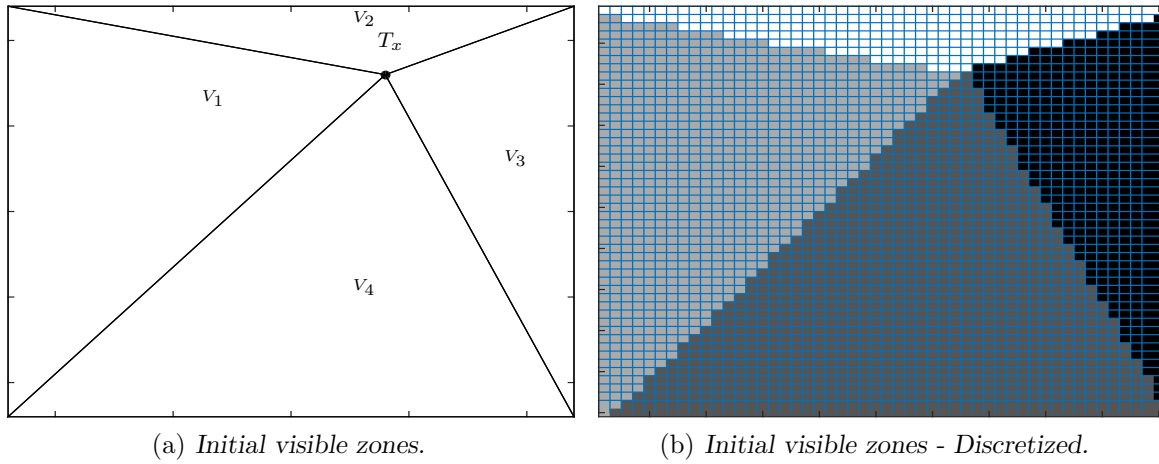 V₂
Tₓ
V₁
V₃
V₄
(a) Initial visible zones.
(b) Initial visible zones - Discretized.